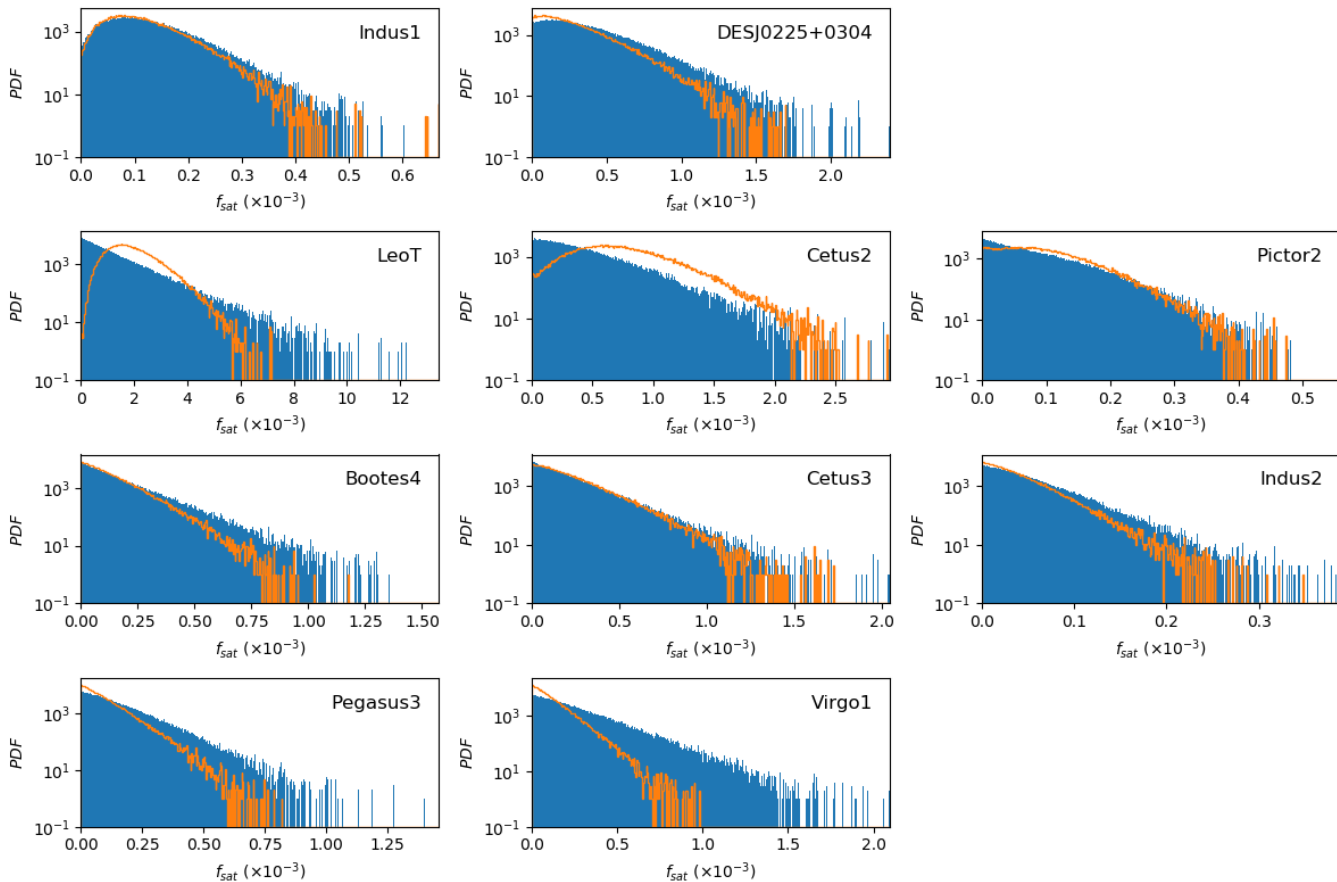 Indus1
PDF
10³
10¹
10⁻¹
0.0 0.1 0.2 0.3 0.4 0.5 0.6
f_sat (×10⁻³)
DESJ0225+0304
PDF
10³
10¹
10⁻¹
0.0 0.5 1.0 1.5 2.0
f_sat (×10⁻³)
LeoT
PDF
10³
10¹
10⁻¹
0 2 4 6 8 10 12
f_sat (×10⁻³)
Cetus2
PDF
10³
10¹
10⁻¹
0.0 0.5 1.0 1.5 2.0 2.5
f_sat (×10⁻³)
Pictor2
PDF
10³
10¹
10⁻¹
0.0 0.1 0.2 0.3 0.4 0.5
f_sat (×10⁻³)
Bootes4
PDF
10³
10¹
10⁻¹
0.00 0.25 0.50 0.75 1.00 1.25 1.50
f_sat (×10⁻³)
Cetus3
PDF
10³
10¹
10⁻¹
0.0 0.5 1.0 1.5 2.0
f_sat (×10⁻³)
Indus2
PDF
10³
10¹
10⁻¹
0.0 0.1 0.2 0.3
f_sat (×10⁻³)
Pegasus3
PDF
10³
10¹
10⁻¹
0.00 0.25 0.50 0.75 1.00 1.25
f_sat (×10⁻³)
Virgo1
PDF
10³
10¹
10⁻¹
0.0 0.5 1.0 1.5 2.0
f_sat (×10⁻³)